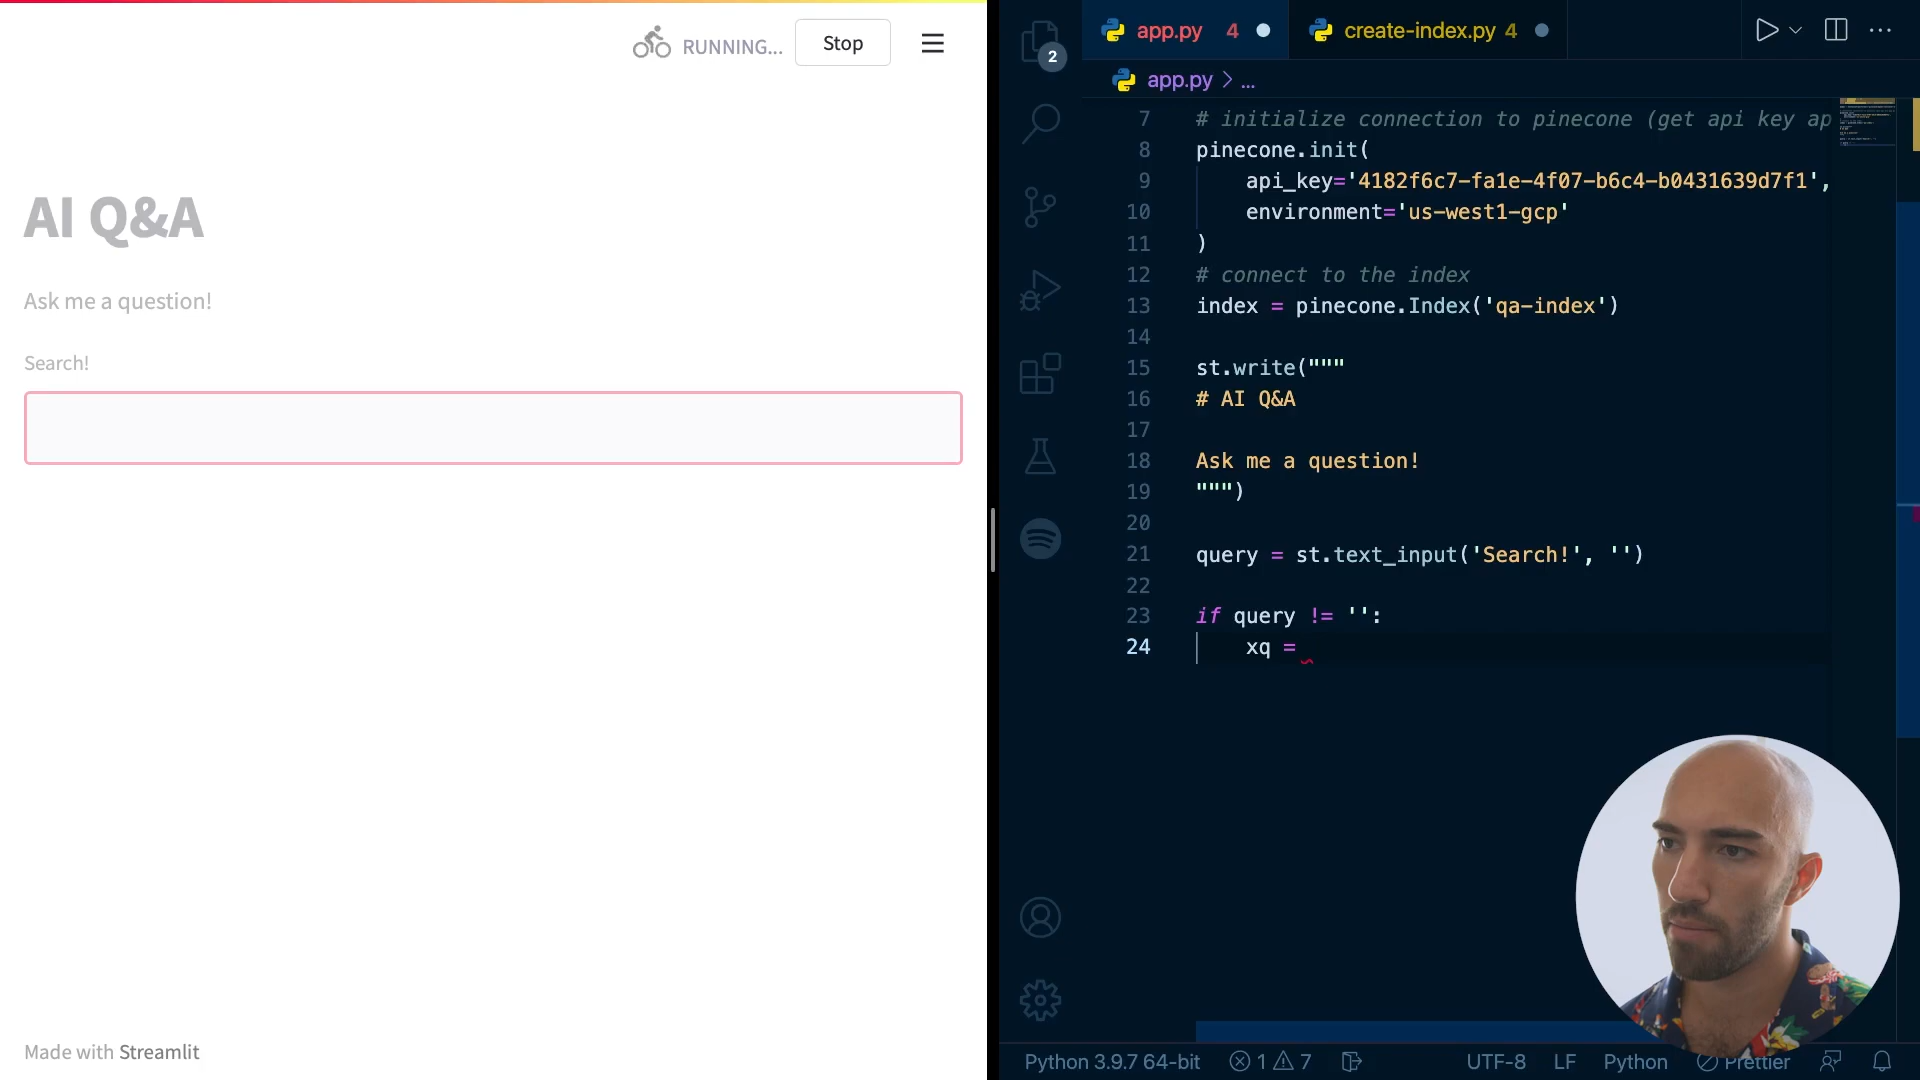 RUNNING...
Stop
AI Q&A
Ask me a question!
Search!
Made with Streamlit
2
app.py 4
create-index.py 4
app.py > ...
7 # initialize connection to pinecone (get api key ap
8 pinecone.init(
9 api_key='4182f6c7-fa1e-4f07-b6c4-b0431639d7f1',
10 environment='us-west1-gcp'
11 )
12 # connect to the index
13 index = pinecone.Index('qa-index')
14
15 st.write("""
16 # AI Q&A
17
18 Ask me a question!
19 """)
20
21 query = st.text_input('Search!', '')
22
23 if query != '':
24 xq =
Python 3.9.7 64-bit 1 7 UTF-8 LF Python Prettier